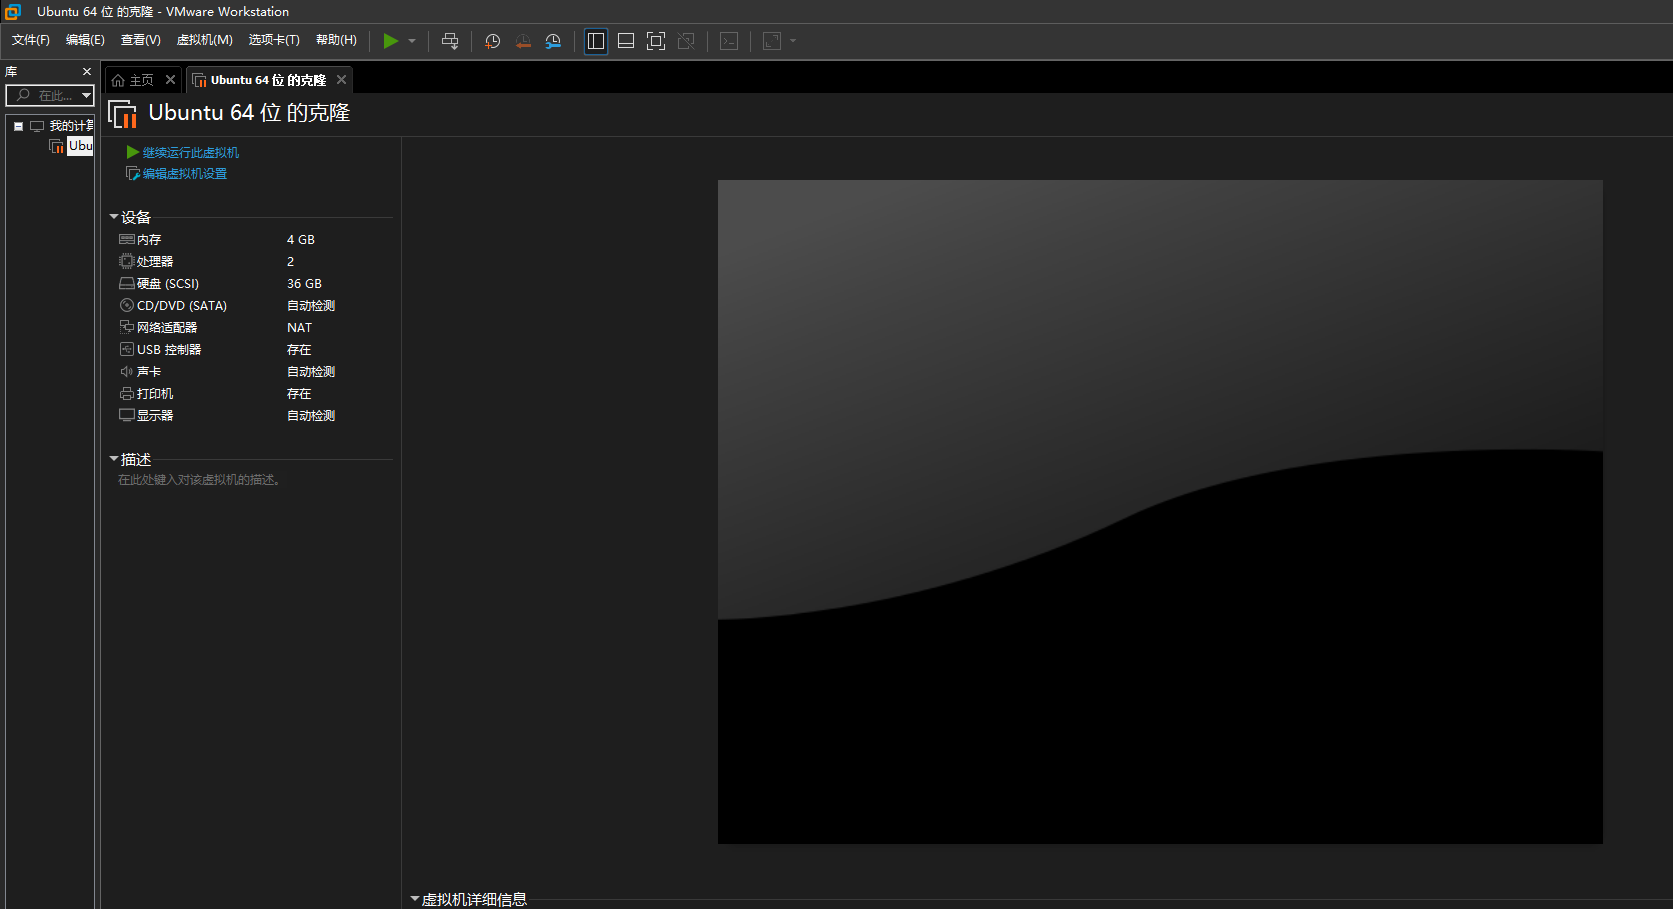 Ubuntu 64 位 的克隆 - VMware Workstation
文件(F) 编辑(E) 查看(V) 虚拟机(M) 选项卡(T) 帮助(H)
库
在此...
我的计算
Ubu
主页
Ubuntu 64 位 的克隆
Ubuntu 64 位 的克隆
继续运行此虚拟机
编辑虚拟机设置
设备
内存 4 GB
处理器 2
硬盘 (SCSI) 36 GB
CD/DVD (SATA) 自动检测
网络适配器 NAT
USB 控制器 存在
声卡 自动检测
打印机 存在
显示器 自动检测
描述
在此处键入对该虚拟机的描述。
虚拟机详细信息